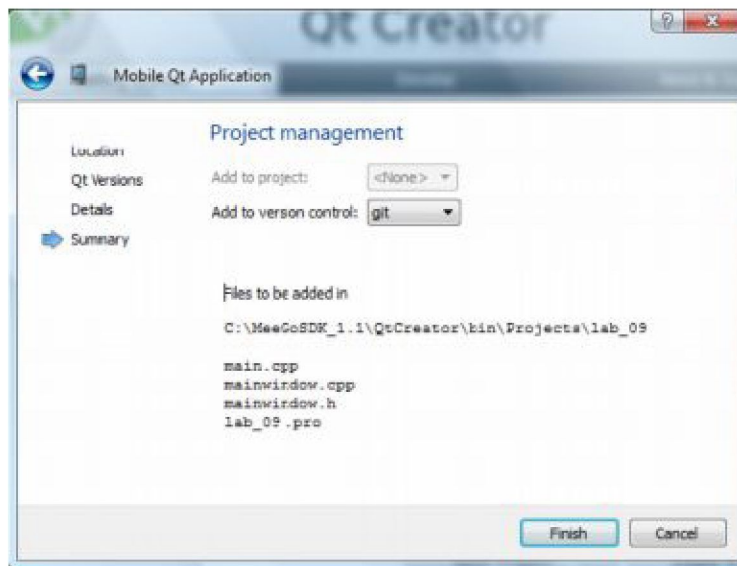 Qt Creator
Mobile Qt Application
Location
Qt Versions
Details
Summary
Project management
Add to project:
<None>
Add to verson control:
git
Files to be added in
C:\MeeGoSDK_1.1\QtCreator\bin\Projects\lab_09
main.cpp
mainwindow.cpp
mainwindow.h
lab_09.pro
Finish
Cancel